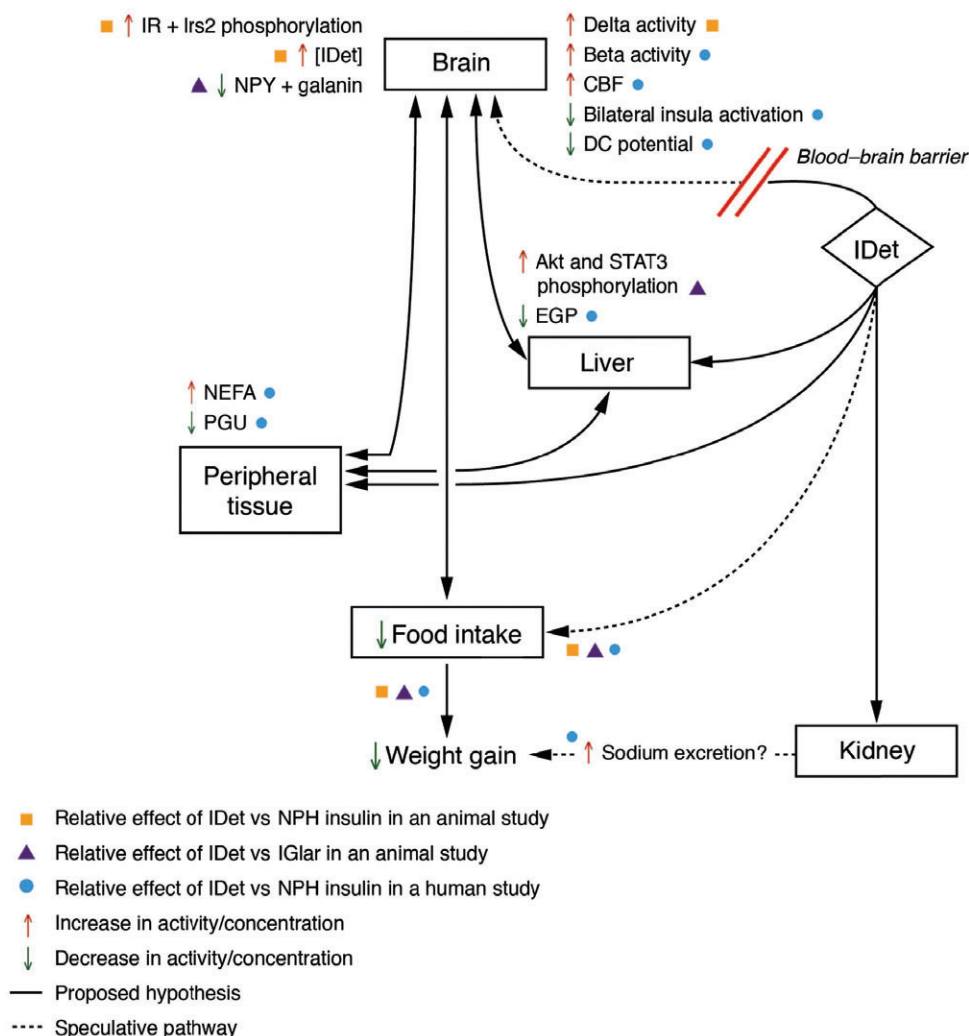 ↑ IR + Irs2 phosphorylation
↑ [IDet]
↓ NPY + galanin
Brain
↑ Delta activity
↑ Beta activity
↑ CBF
↓ Bilateral insula activation
↓ DC potential
Blood–brain barrier
IDet
↑ Akt and STAT3
phosphorylation
↓ EGP
Liver
↑ NEFA
↓ PGU
Peripheral
tissue
↓ Food intake
↓ Weight gain
↑ Sodium excretion?
Kidney
Relative effect of IDet vs NPH insulin in an animal study
Relative effect of IDet vs IGlar in an animal study
Relative effect of IDet vs NPH insulin in a human study
↑ Increase in activity/concentration
↓ Decrease in activity/concentration
Proposed hypothesis
Speculative pathway